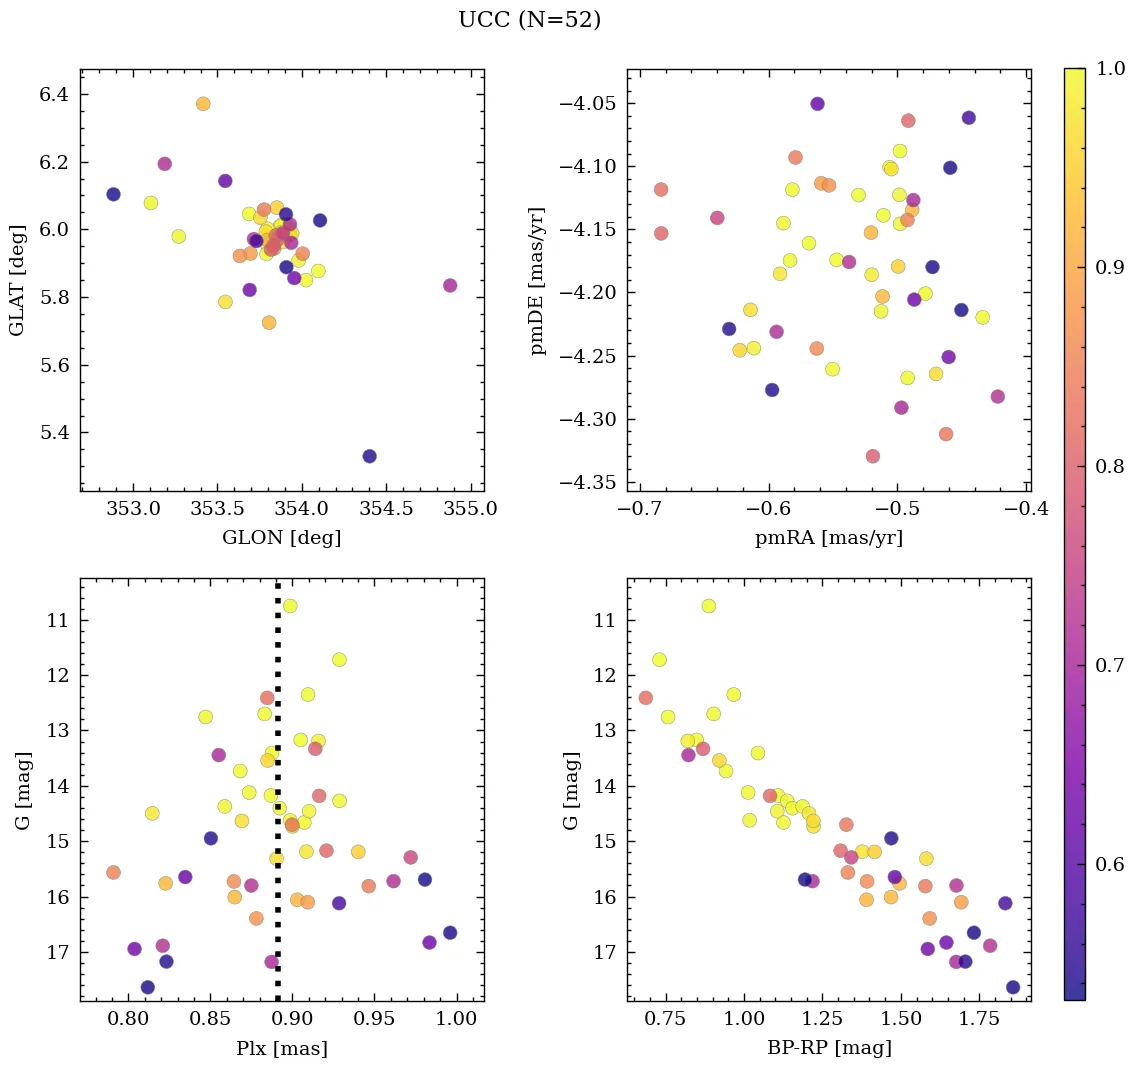 UCC (N=52)
6.4
6.2
6.0
5.8
5.6
5.4
GLAT [deg]
353.0 353.5 354.0 354.5 355.0
GLON [deg]
−4.05
−4.10
−4.15
−4.20
−4.25
−4.30
−4.35
pmDE [mas/yr]
−0.7 −0.6 −0.5 −0.4
pmRA [mas/yr]
11
12
13
14
15
16
17
G [mag]
0.80 0.85 0.90 0.95 1.00
Plx [mas]
11
12
13
14
15
16
17
G [mag]
0.75 1.00 1.25 1.50 1.75
BP-RP [mag]
1.0
0.9
0.8
0.7
0.6